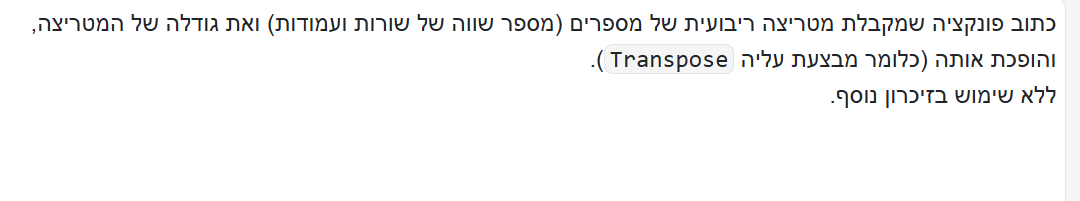 כתוב פונקציה שמקבלת מטריצה ריבועית של מספרים (מספר שווה של שורות ועמודות) ואת גודלה של המטריצה,
והופכת אותה (כלומר מבצעת עליה Transpose).
ללא שימוש בזיכרון נוסף.